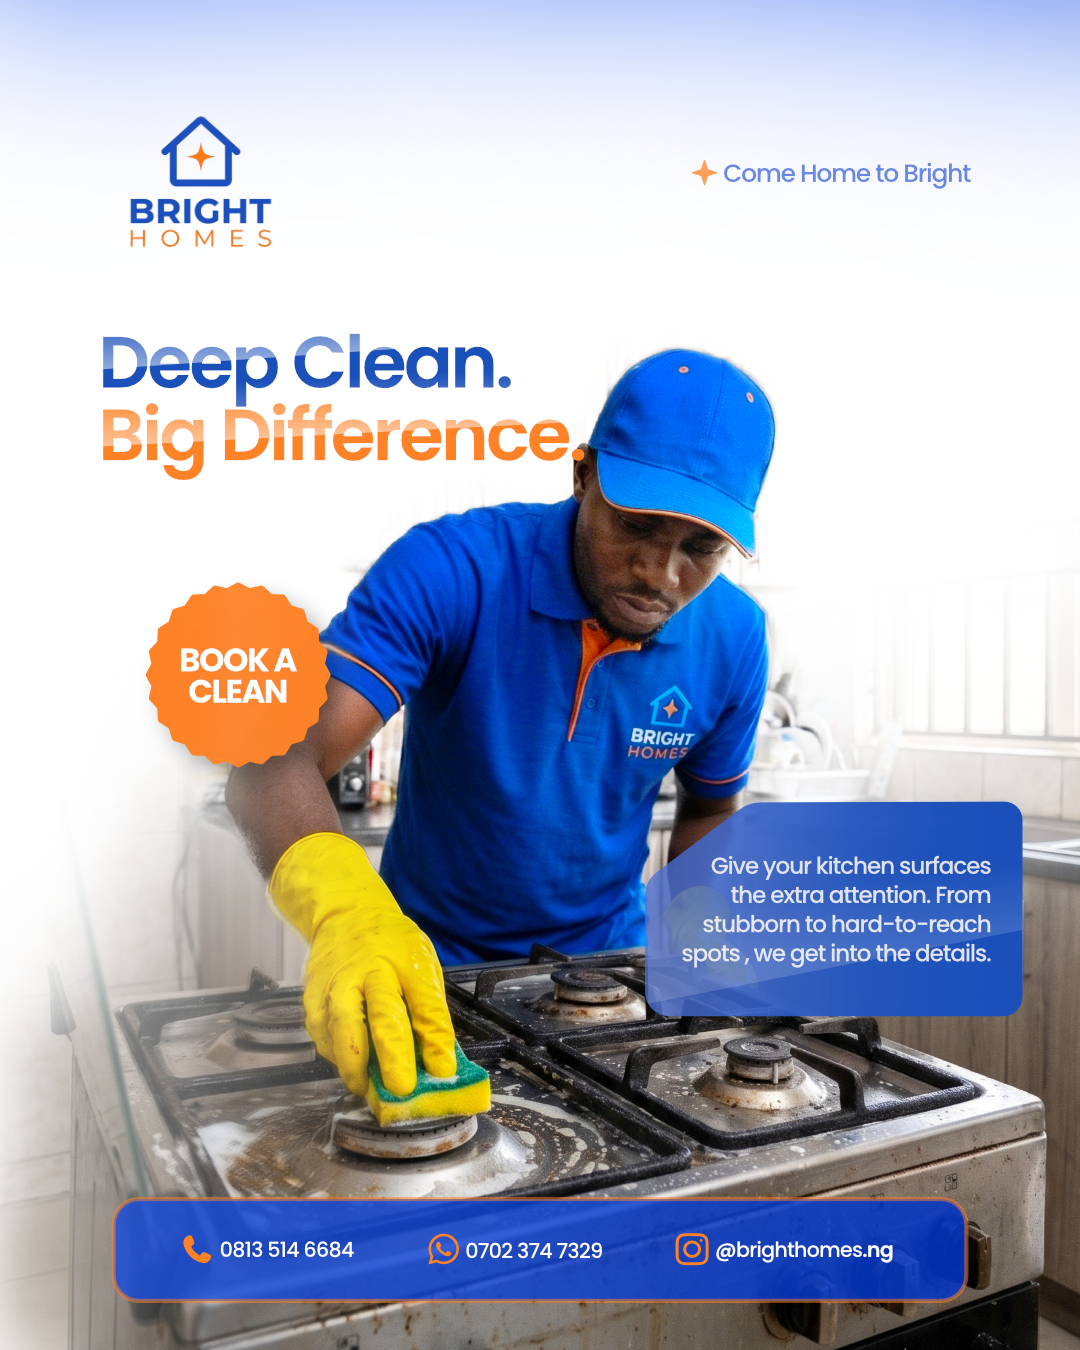 BRIGHT
HOMES
Come Home to Bright
Deep Clean.
Big Difference.
BOOK A
CLEAN
BRIGHT
HOMES
Give your kitchen surfaces
the extra attention. From
stubborn to hard-to-reach
spots , we get into the details.
0813 514 6684
0702 374 7329
@brighthomes.ng